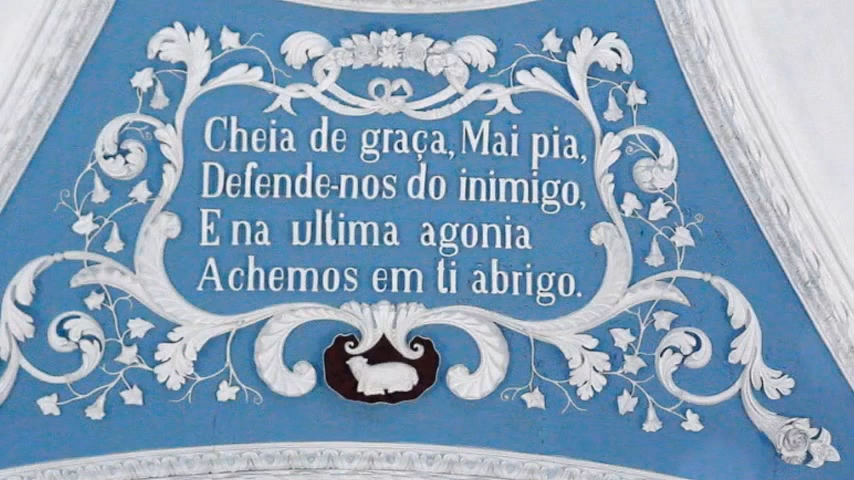 Cheia de graça, Mai pia,
Defende-nos do inimigo,
E na ultima agonia
Achemos em ti abrigo.